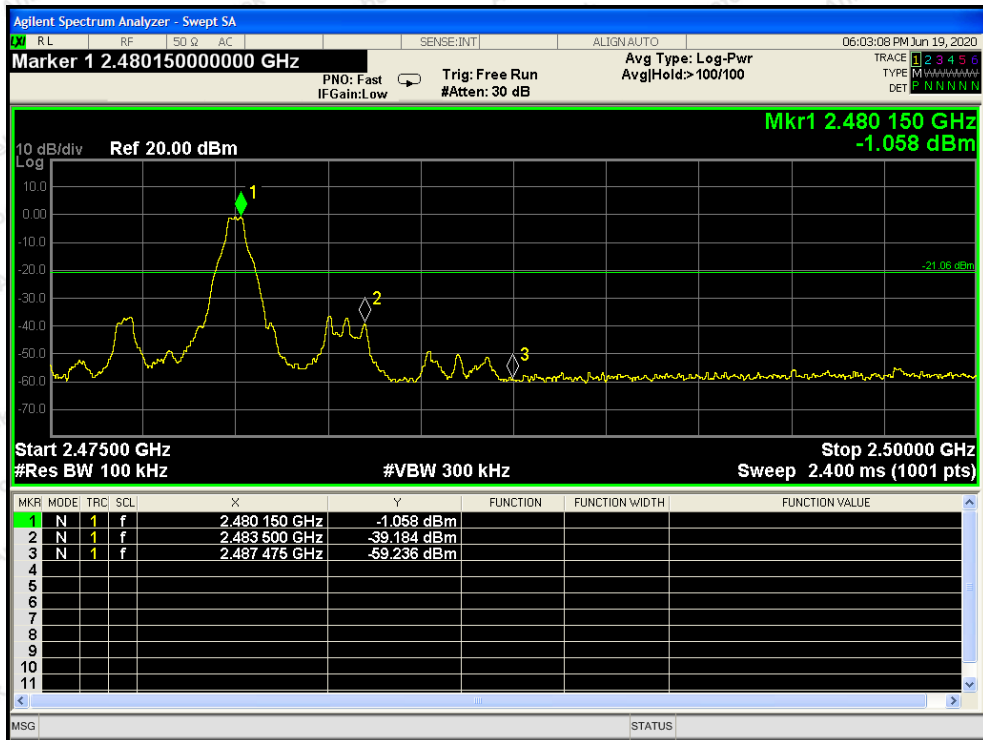 Agilent Spectrum Analyzer - Swept SA
LXI RL RF 50 Ω AC SENSE:INT ALIGN AUTO 06:03:08 PM Jun 19, 2020
Marker 1 2.480150000000 GHz
PNO: Fast
IFGain:Low
Trig: Free Run
#Atten: 30 dB
Avg Type: Log-Pwr
Avg|Hold:> 100/100
TRACE 1 2 3 4 5 6
TYPE M
DET P N N N N N
Mkr1 2.480 150 GHz
-1.058 dBm
10 dB/div Ref 20.00 dBm
Log
10.0
0.00
-10.0
-20.0
-30.0
-40.0
-50.0
-60.0
-70.0
1
-21.06 dBm
2
3
Start 2.47500 GHz Stop 2.50000 GHz
#Res BW 100 kHz #VBW 300 kHz Sweep 2.400 ms (1001 pts)
MKR MODE TRC SCL X Y FUNCTION FUNCTION WIDTH FUNCTION VALUE
1 N 1 f 2.480 150 GHz -1.058 dBm
2 N 1 f 2.483 500 GHz -39.184 dBm
3 N 1 f 2.487 475 GHz -59.236 dBm
4
5
6
7
8
9
10
11
MSG STATUS